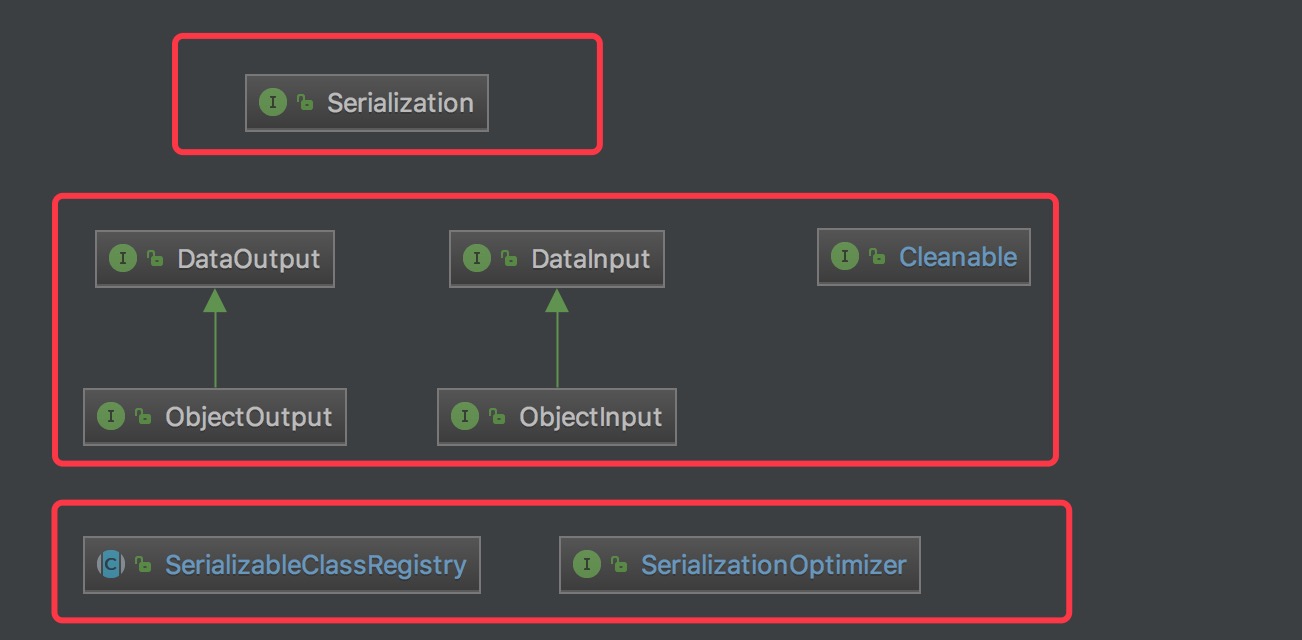 I Serialization
I DataOutput
I DataInput
I Cleanable
I ObjectOutput
I ObjectInput
C SerializableClassRegistry
I SerializationOptimizer